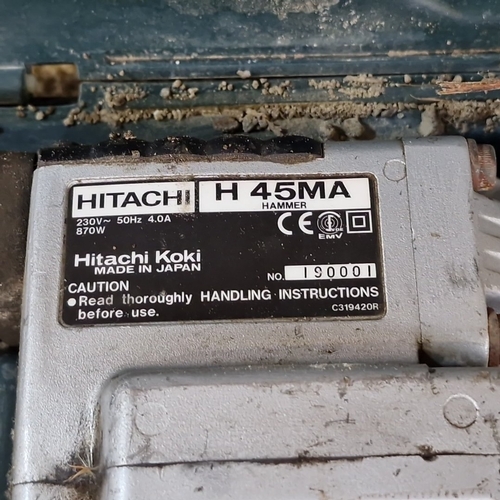 HITACHI H 45MA
HAMMER
230V~ 50Hz 4.0A
870W
CE
EMV
Hitachi Koki
MADE IN JAPAN
NO. 190001
CAUTION
●Read thoroughly HANDLING INSTRUCTIONS
before use.
C319420R